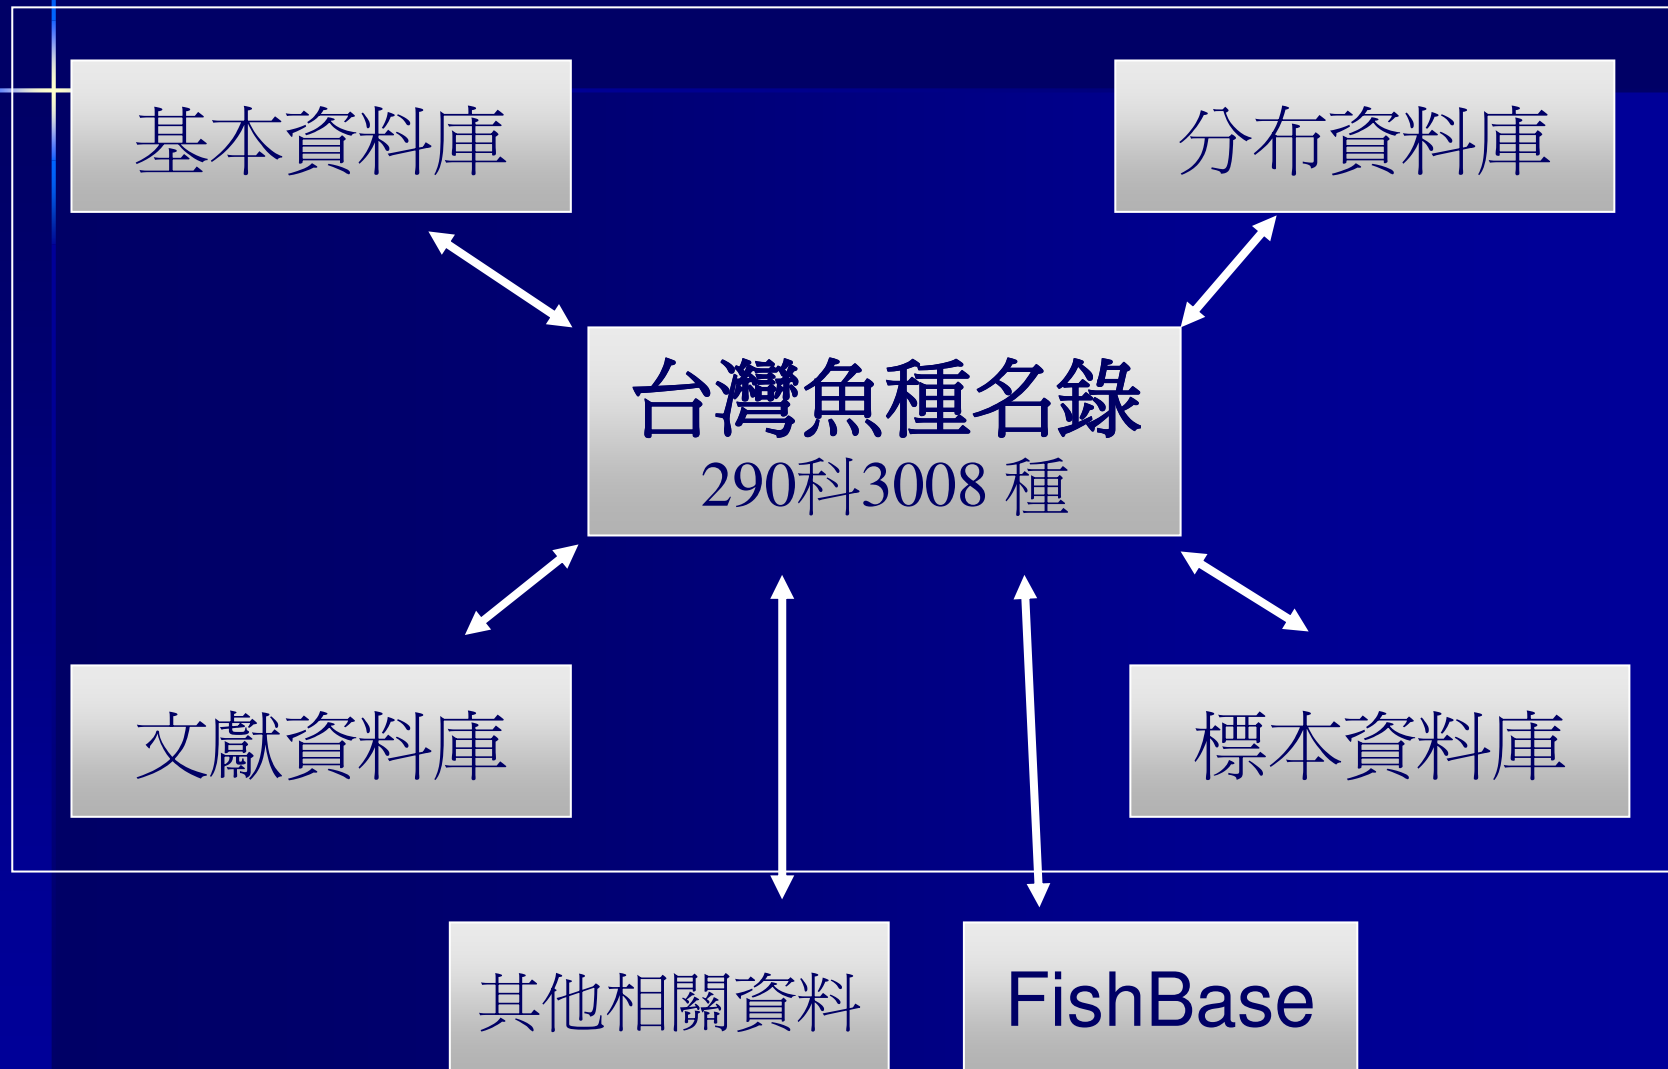 基本資料庫
分布資料庫
台灣魚種名錄
290科3008 種
文獻資料庫
標本資料庫
其他相關資料
FishBase